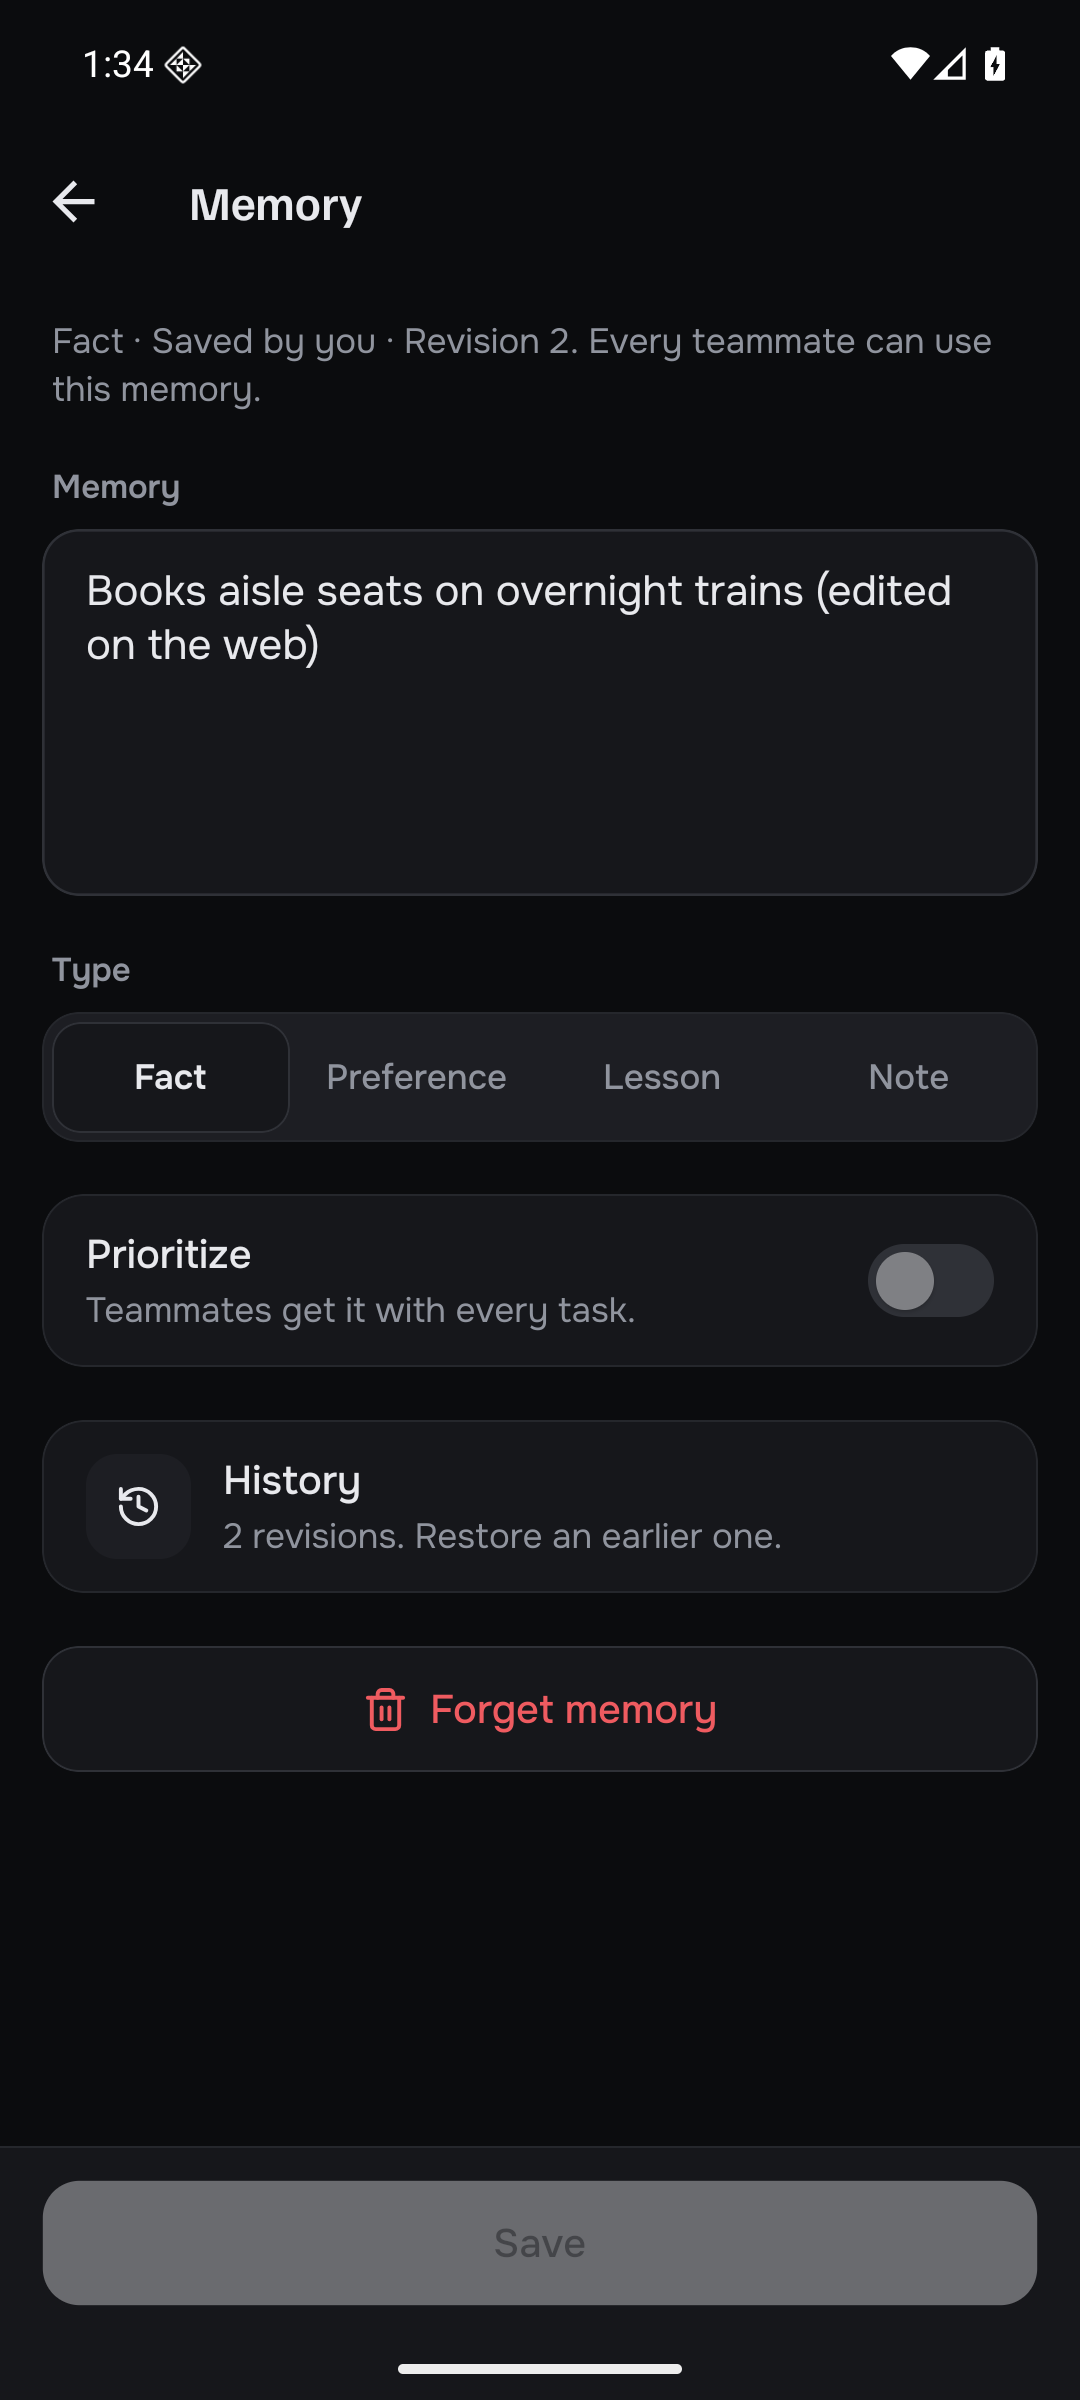 1:34
Memory
Fact · Saved by you · Revision 2. Every teammate can use
this memory.
Memory
Books aisle seats on overnight trains (edited
on the web)
Type
Fact
Preference
Lesson
Note
Prioritize
Teammates get it with every task.
History
2 revisions. Restore an earlier one.
Forget memory
Save